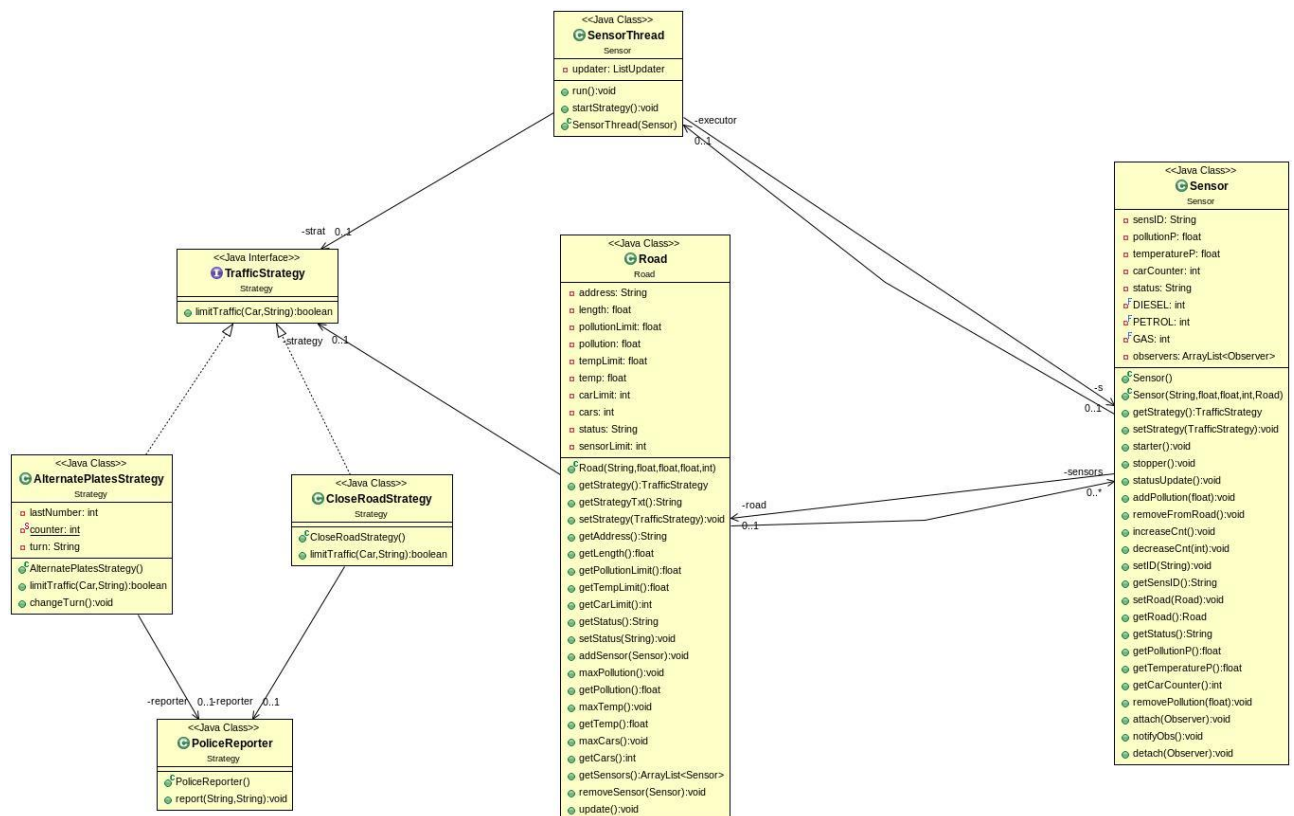 <<Java Class>>
SensorThread
Sensor
updater: ListUpdater
run():void
startStrategy():void
SensorThread(Sensor)
-executor
0..1
<<Java Class>>
Sensor
Sensor
sensID: String
pollutionP: float
temperatureP: float
carCounter: int
status: String
DIESEL: int
PETROL: int
GAS: int
observers: ArrayList<Observer>
Sensor()
Sensor(String,float,float,int,Road)
getStrategy():TrafficStrategy
setStrategy(TrafficStrategy):void
starter():void
stopper():void
statusUpdate():void
addPollution(float):void
removeFromRoad():void
increaseCnt():void
decreaseCnt(int):void
setID(String):void
getSensID():String
setRoad(Road):void
getRoad():Road
getStatus():String
getPollutionP():float
getTemperatureP():float
getCarCounter():int
removePollution(float):void
attach(Observer):void
notifyObs():void
detach(Observer):void
-s
0..1
-sensors
0..*
-road
0..1
-strat 0..1
<<Java Interface>>
TrafficStrategy
Strategy
limitTraffic(Car,String):boolean
-strategy 0..1
<<Java Class>>
Road
Road
address: String
length: float
pollutionLimit: float
pollution: float
tempLimit: float
temp: float
carLimit: int
cars: int
status: String
sensorLimit: int
Road(String,float,float,float,int)
getStrategy():TrafficStrategy
getStrategyTxt():String
setStrategy(TrafficStrategy):void
getAddress():String
getLength():float
getPollutionLimit():float
getTempLimit():float
getCarLimit():int
getStatus():String
setStatus(String):void
addSensor(Sensor):void
maxPollution():void
getPollution():float
maxTemp():void
getTemp():float
maxCars():void
getCars():int
getSensors():ArrayList<Sensor>
removeSensor(Sensor):void
update():void
<<Java Class>>
AlternatePlatesStrategy
Strategy
lastNumber: int
counter: int
turn: String
AlternatePlatesStrategy()
limitTraffic(Car,String):boolean
changeTurn():void
<<Java Class>>
CloseRoadStrategy
Strategy
CloseRoadStrategy()
limitTraffic(Car,String):boolean
-reporter 0..1
-reporter 0..1
<<Java Class>>
PoliceReporter
Strategy
PoliceReporter()
report(String,String):void